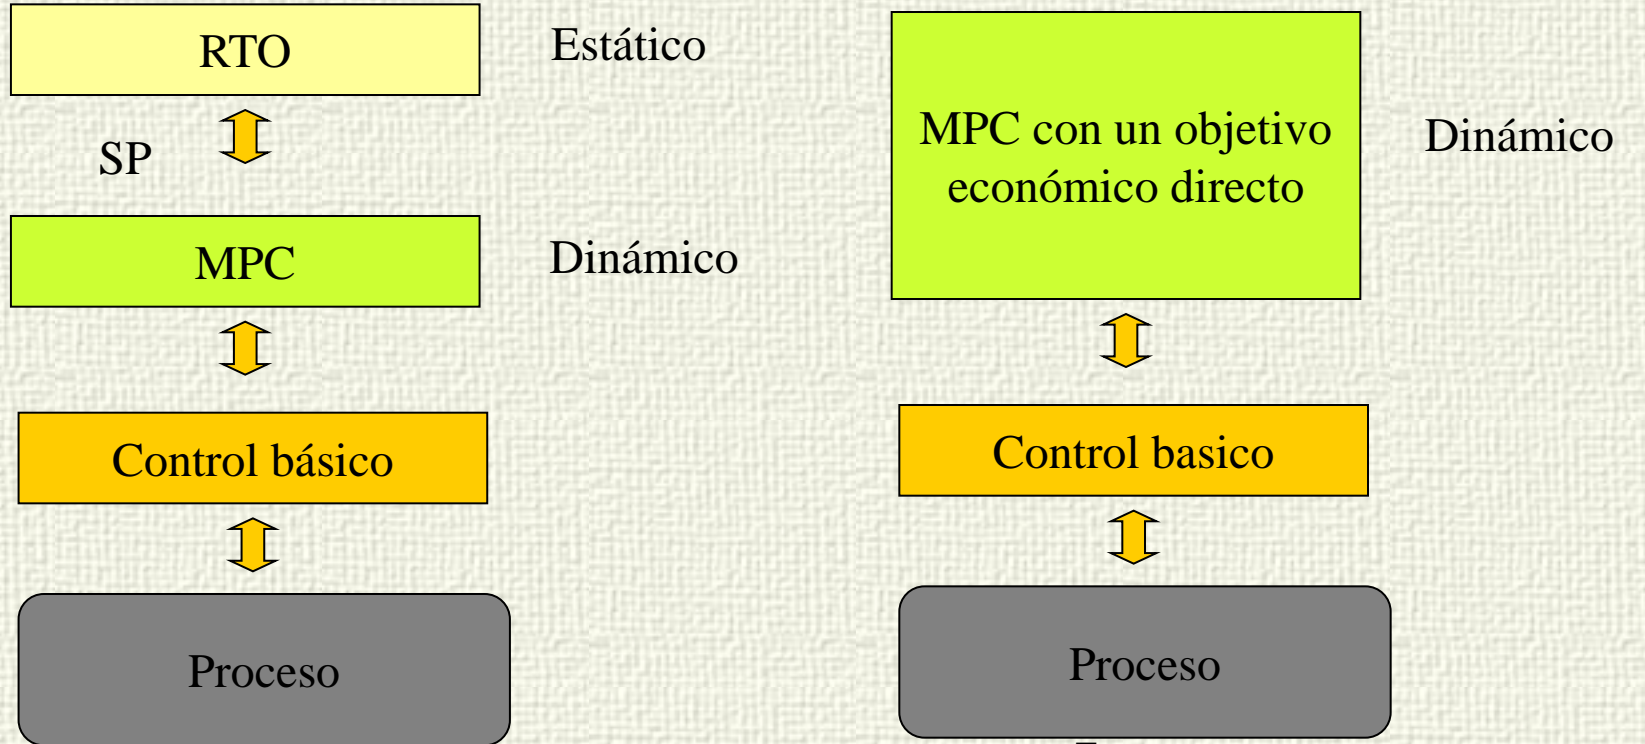 RTO
Estático
SP
MPC
Dinámico
Control básico
Proceso
MPC con un objetivo
económico directo
Dinámico
Control basico
Proceso